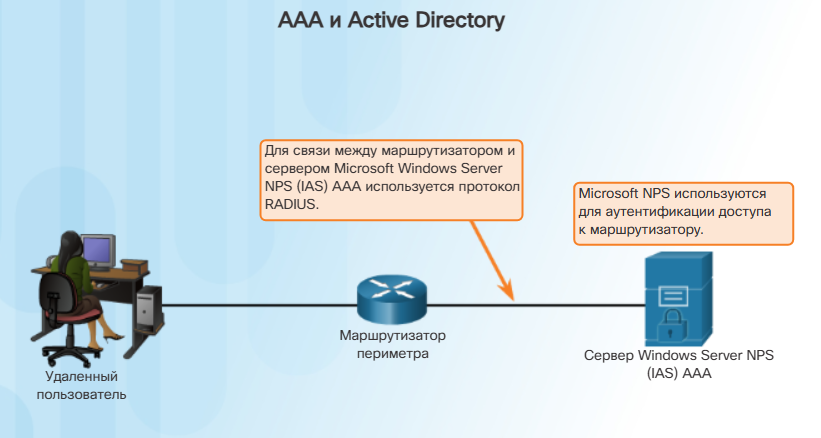 AAA и Active Directory
Для связи между маршрутизатором и
сервером Microsoft Windows Server
NPS (IAS) AAA используется протокол
RADIUS.
Microsoft NPS используются
для аутентификации доступа
к маршрутизатору.
Маршрутизатор
периметра
Сервер Windows Server NPS
(IAS) AAA
Удаленный
пользователь